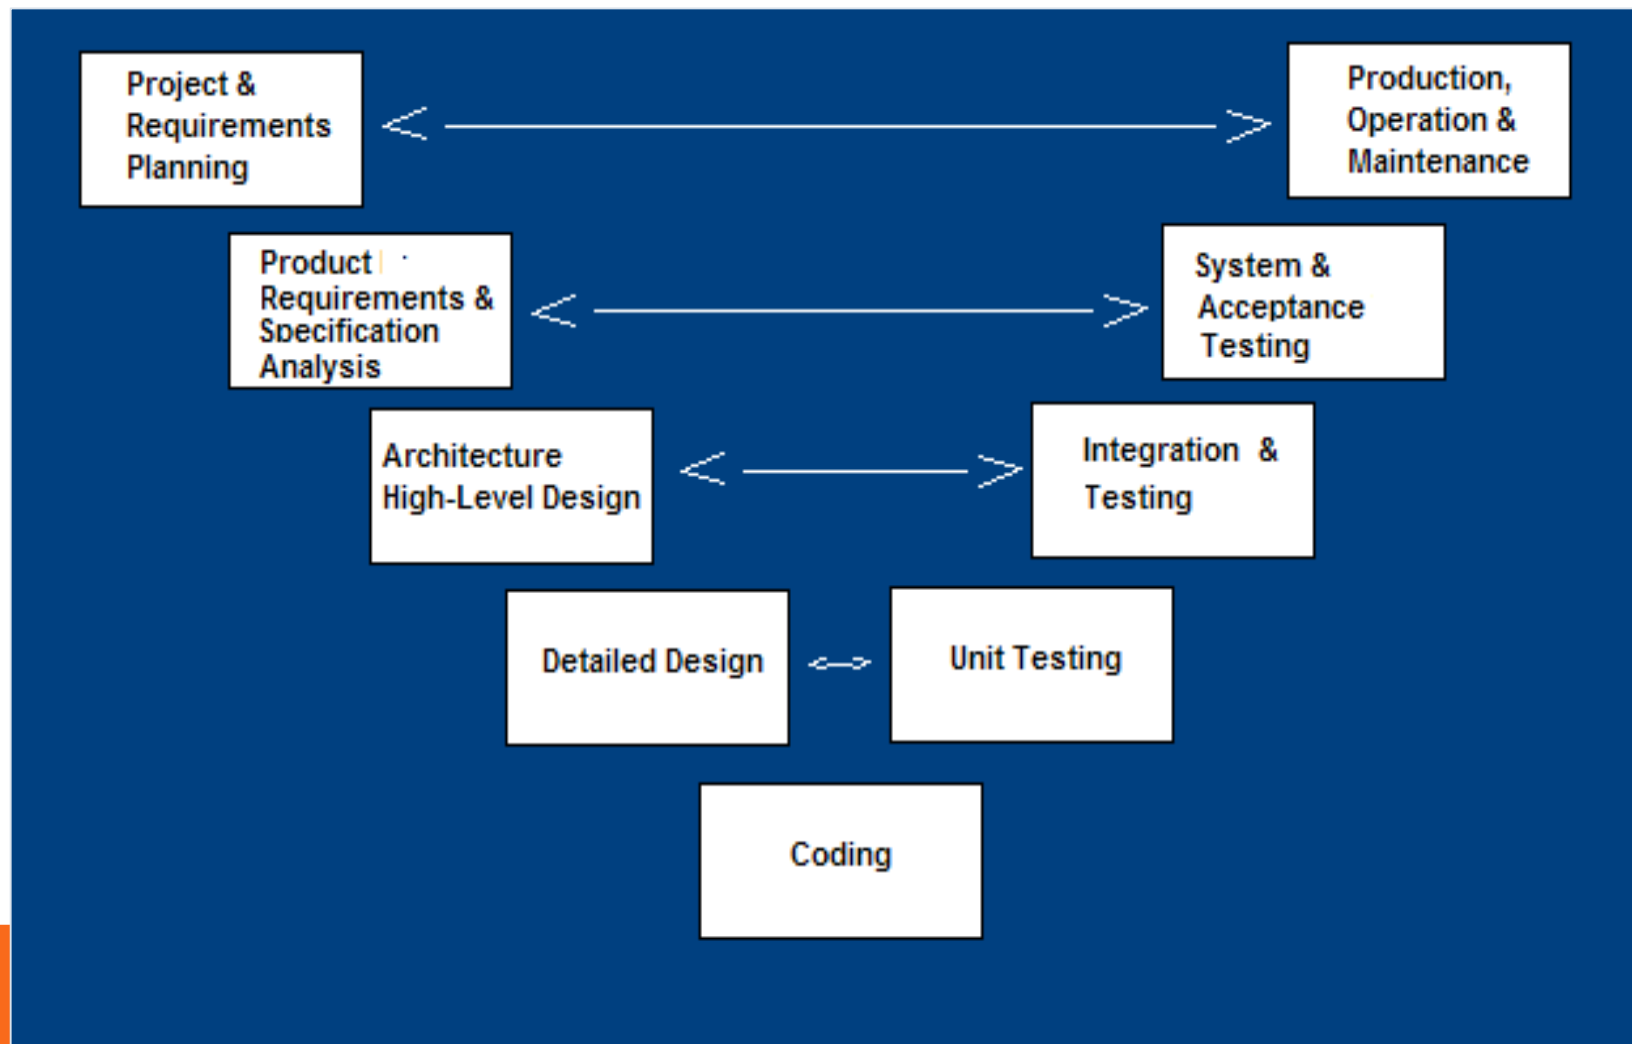 Project &
Requirements
Planning
Production,
Operation &
Maintenance
Product
Requirements &
Specification
Analysis
System &
Acceptance
Testing
Architecture
High-Level Design
Integration &
Testing
Detailed Design
Unit Testing
Coding